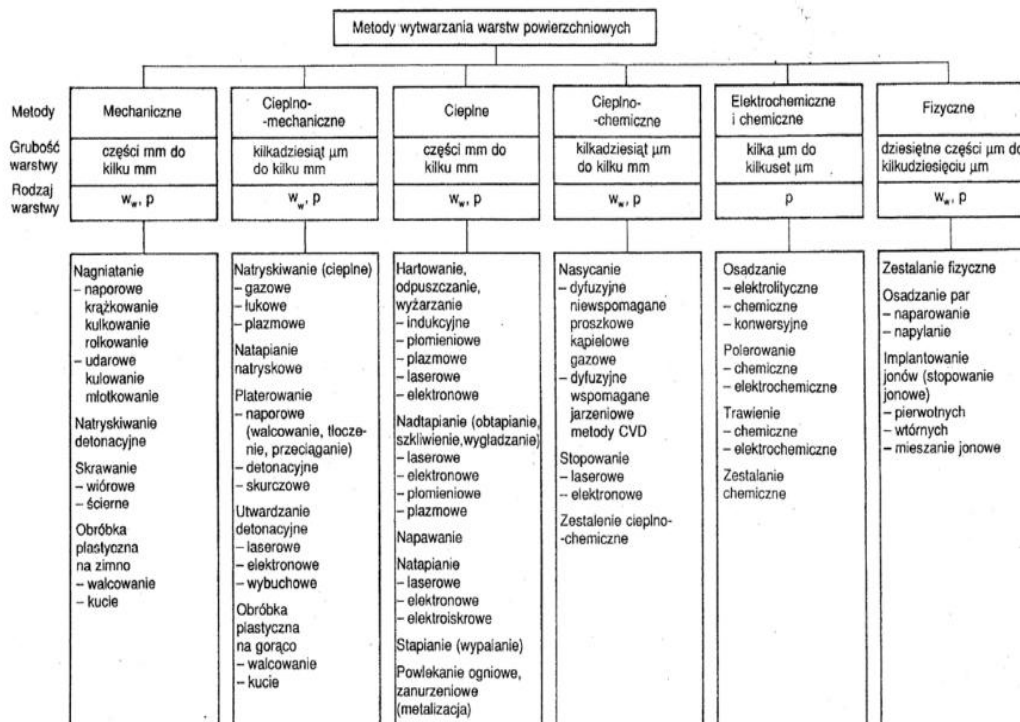 Metody wytwarzania warstw powierzchniowych
Metody
Mechaniczne
Cieplno-
-mechaniczne
Cieplne
Cieplno-
-chemiczne
Elektrochemiczne
i chemiczne
Fizyczne
Grubość
warstwy
części mm do
kilku mm
kilkadziesiąt μm
do kilku mm
części mm do
kilku mm
kilkadziesiąt μm
do kilku mm
kilka μm do
kilkuset μm
dziesiętne części μm do
kilkudziesięciu μm
Rodzaj
warstwy
w_w, p
w_w, p
w_w, p
w_w, p
p
w_w, p
Nagniatanie
– naporowe
krążkowanie
kulkowanie
rolkowanie
– udarowe
kulowanie
młotkowanie
Natryskiwanie
detonacyjne
Skrawanie
– wiórowe
– ścierne
Obróbka
plastyczna
na zimno
– walcowanie
– kucie
Natryskiwanie (cieplne)
– gazowe
– łukowe
– plazmowe
Natapianie
natryskowe
Platerowanie
– naporowe
(walcowanie, tłocze-
nie, przeciąganie)
– detonacyjne
– skurczowe
Utwardzanie
detonacyjne
– laserowe
– elektronowe
– wybuchowe
Obróbka
plastyczna
na gorąco
– walcowanie
– kucie
Hartowanie,
odpuszczanie,
wyżarzanie
– indukcyjne
– płomieniowe
– plazmowe
– laserowe
– elektronowe
Nadtapianie (obtapianie,
szkliwienie,wygładzanie)
– laserowe
– elektronowe
– płomieniowe
– plazmowe
Napawanie
Natapianie
– laserowe
– elektronowe
– elektroiskrowe
Stapianie (wypalanie)
Powlekanie ogniowe,
zanurzeniowe
(metalizacja)
Nasycanie
– dyfuzyjne
niewspomagane
proszkowe
kąpielowe
gazowe
– dyfuzyjne
wspomagane
jarzeniowe
metody CVD
Stopowanie
– laserowe
– elektronowe
Zestalenie cieplno-
-chemiczne
Osadzanie
– elektrolityczne
– chemiczne
– konwersyjne
Polerowanie
– chemiczne
– elektrochemiczne
Trawienie
– chemiczne
– elektrochemiczne
Zestalanie
chemiczne
Zestalanie fizyczne
Osadzanie par
– naparowanie
– napylanie
Implantowanie
jonów (stopowanie
jonowe)
– pierwotnych
– wtórnych
– mieszanie jonowe